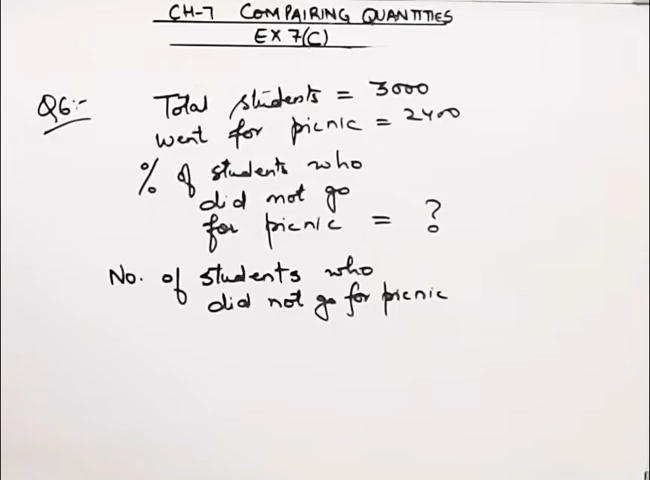 CH-7 COMPAIRING QUANTITIES
EX 7(C)
Q6:- Total students = 3000
went for picnic = 2400
% of students who
did not go
for picnic = ?
No. of students who
did not go for picnic